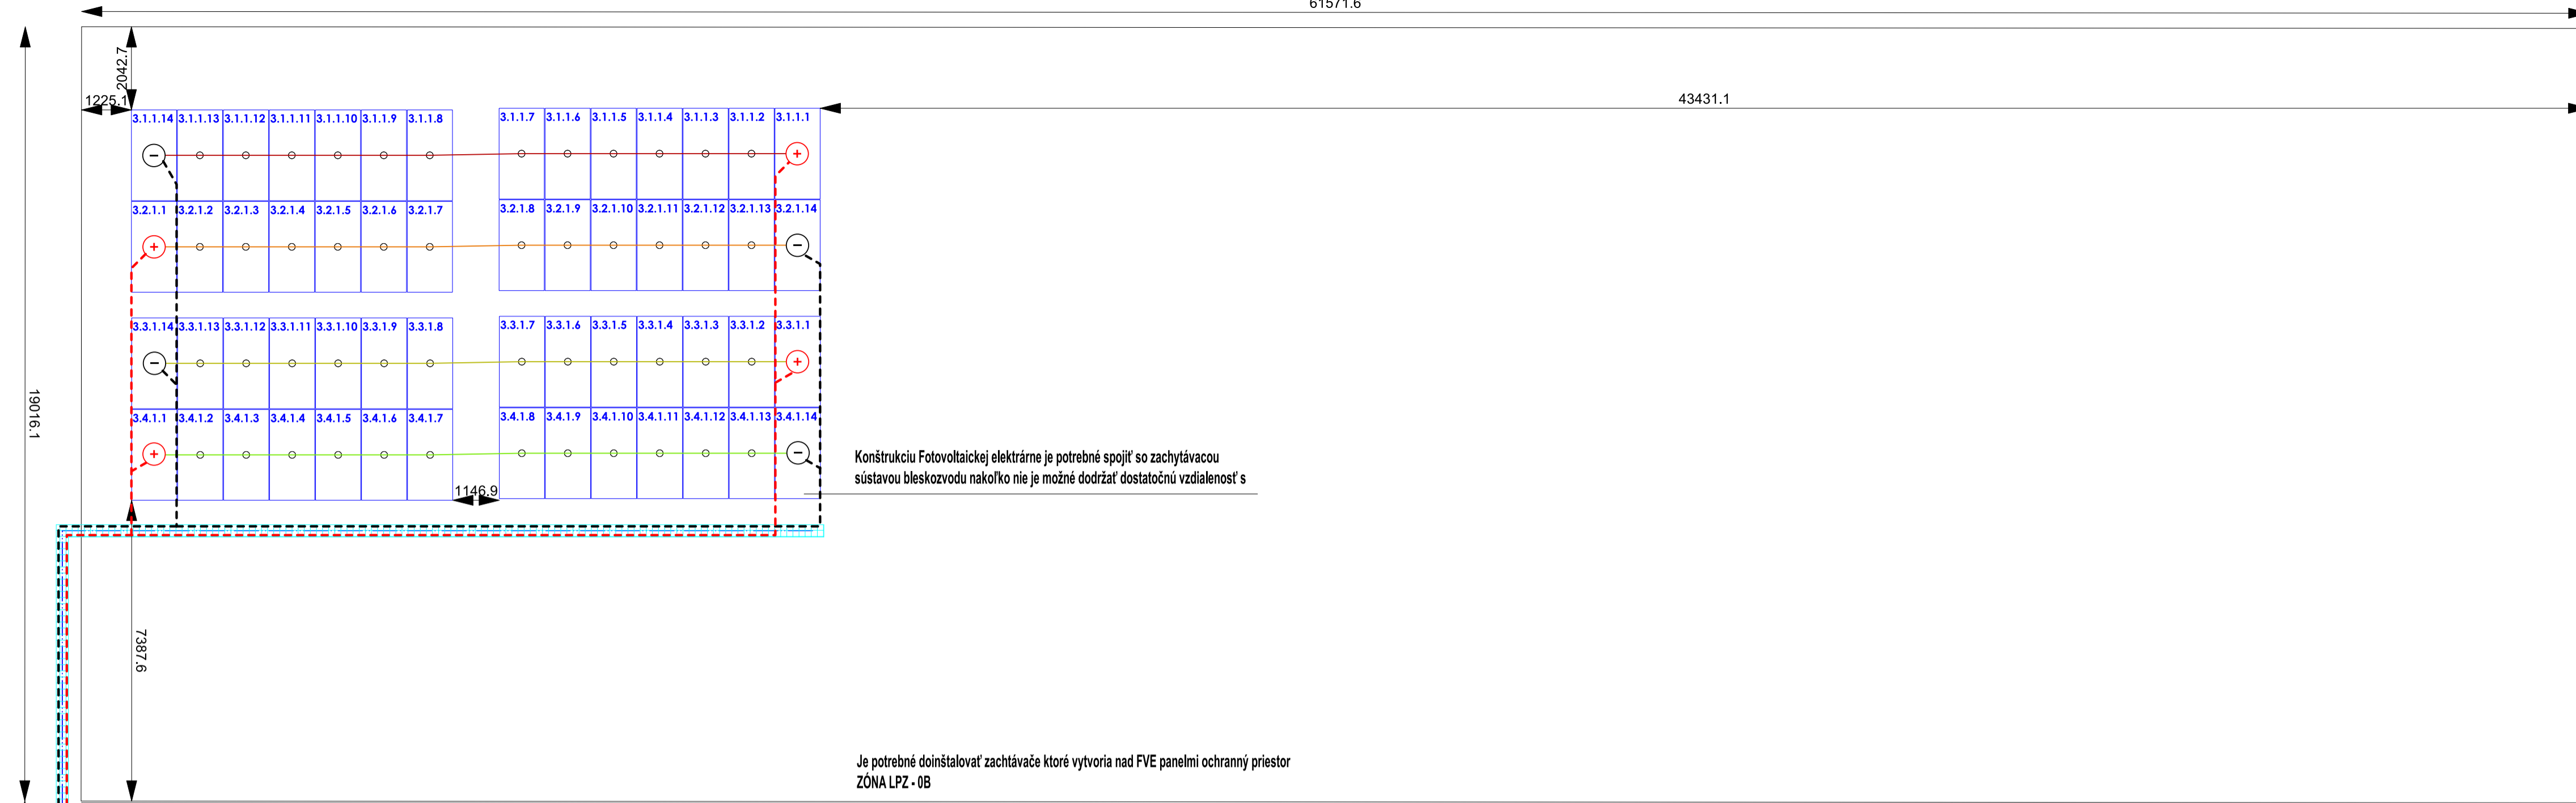 61571.6
2042.7
1225.1
43431.1
3.1.1.14 3.1.1.13 3.1.1.12 3.1.1.11 3.1.1.10 3.1.1.9 3.1.1.8 3.1.1.7 3.1.1.6 3.1.1.5 3.1.1.4 3.1.1.3 3.1.1.2 3.1.1.1
- +
3.2.1.1 3.2.1.2 3.2.1.3 3.2.1.4 3.2.1.5 3.2.1.6 3.2.1.7 3.2.1.8 3.2.1.9 3.2.1.10 3.2.1.11 3.2.1.12 3.2.1.13 3.2.1.14
+ -
3.3.1.14 3.3.1.13 3.3.1.12 3.3.1.11 3.3.1.10 3.3.1.9 3.3.1.8 3.3.1.7 3.3.1.6 3.3.1.5 3.3.1.4 3.3.1.3 3.3.1.2 3.3.1.1
- +
19016.1
3.4.1.1 3.4.1.2 3.4.1.3 3.4.1.4 3.4.1.5 3.4.1.6 3.4.1.7 3.4.1.8 3.4.1.9 3.4.1.10 3.4.1.11 3.4.1.12 3.4.1.13 3.4.1.14
+ -
Konštrukciu Fotovoltaickej elektrárne je potrebné spojiť so zachytávacou
sústavou bleskozvodu nakoľko nie je možné dodržať dostatočnú vzdialenosť s
1146.9
7387.6
Je potrebné doinštalovať zachtávače ktoré vytvoria nad FVE panelmi ochranný priestor
ZÓNA LPZ - 0B